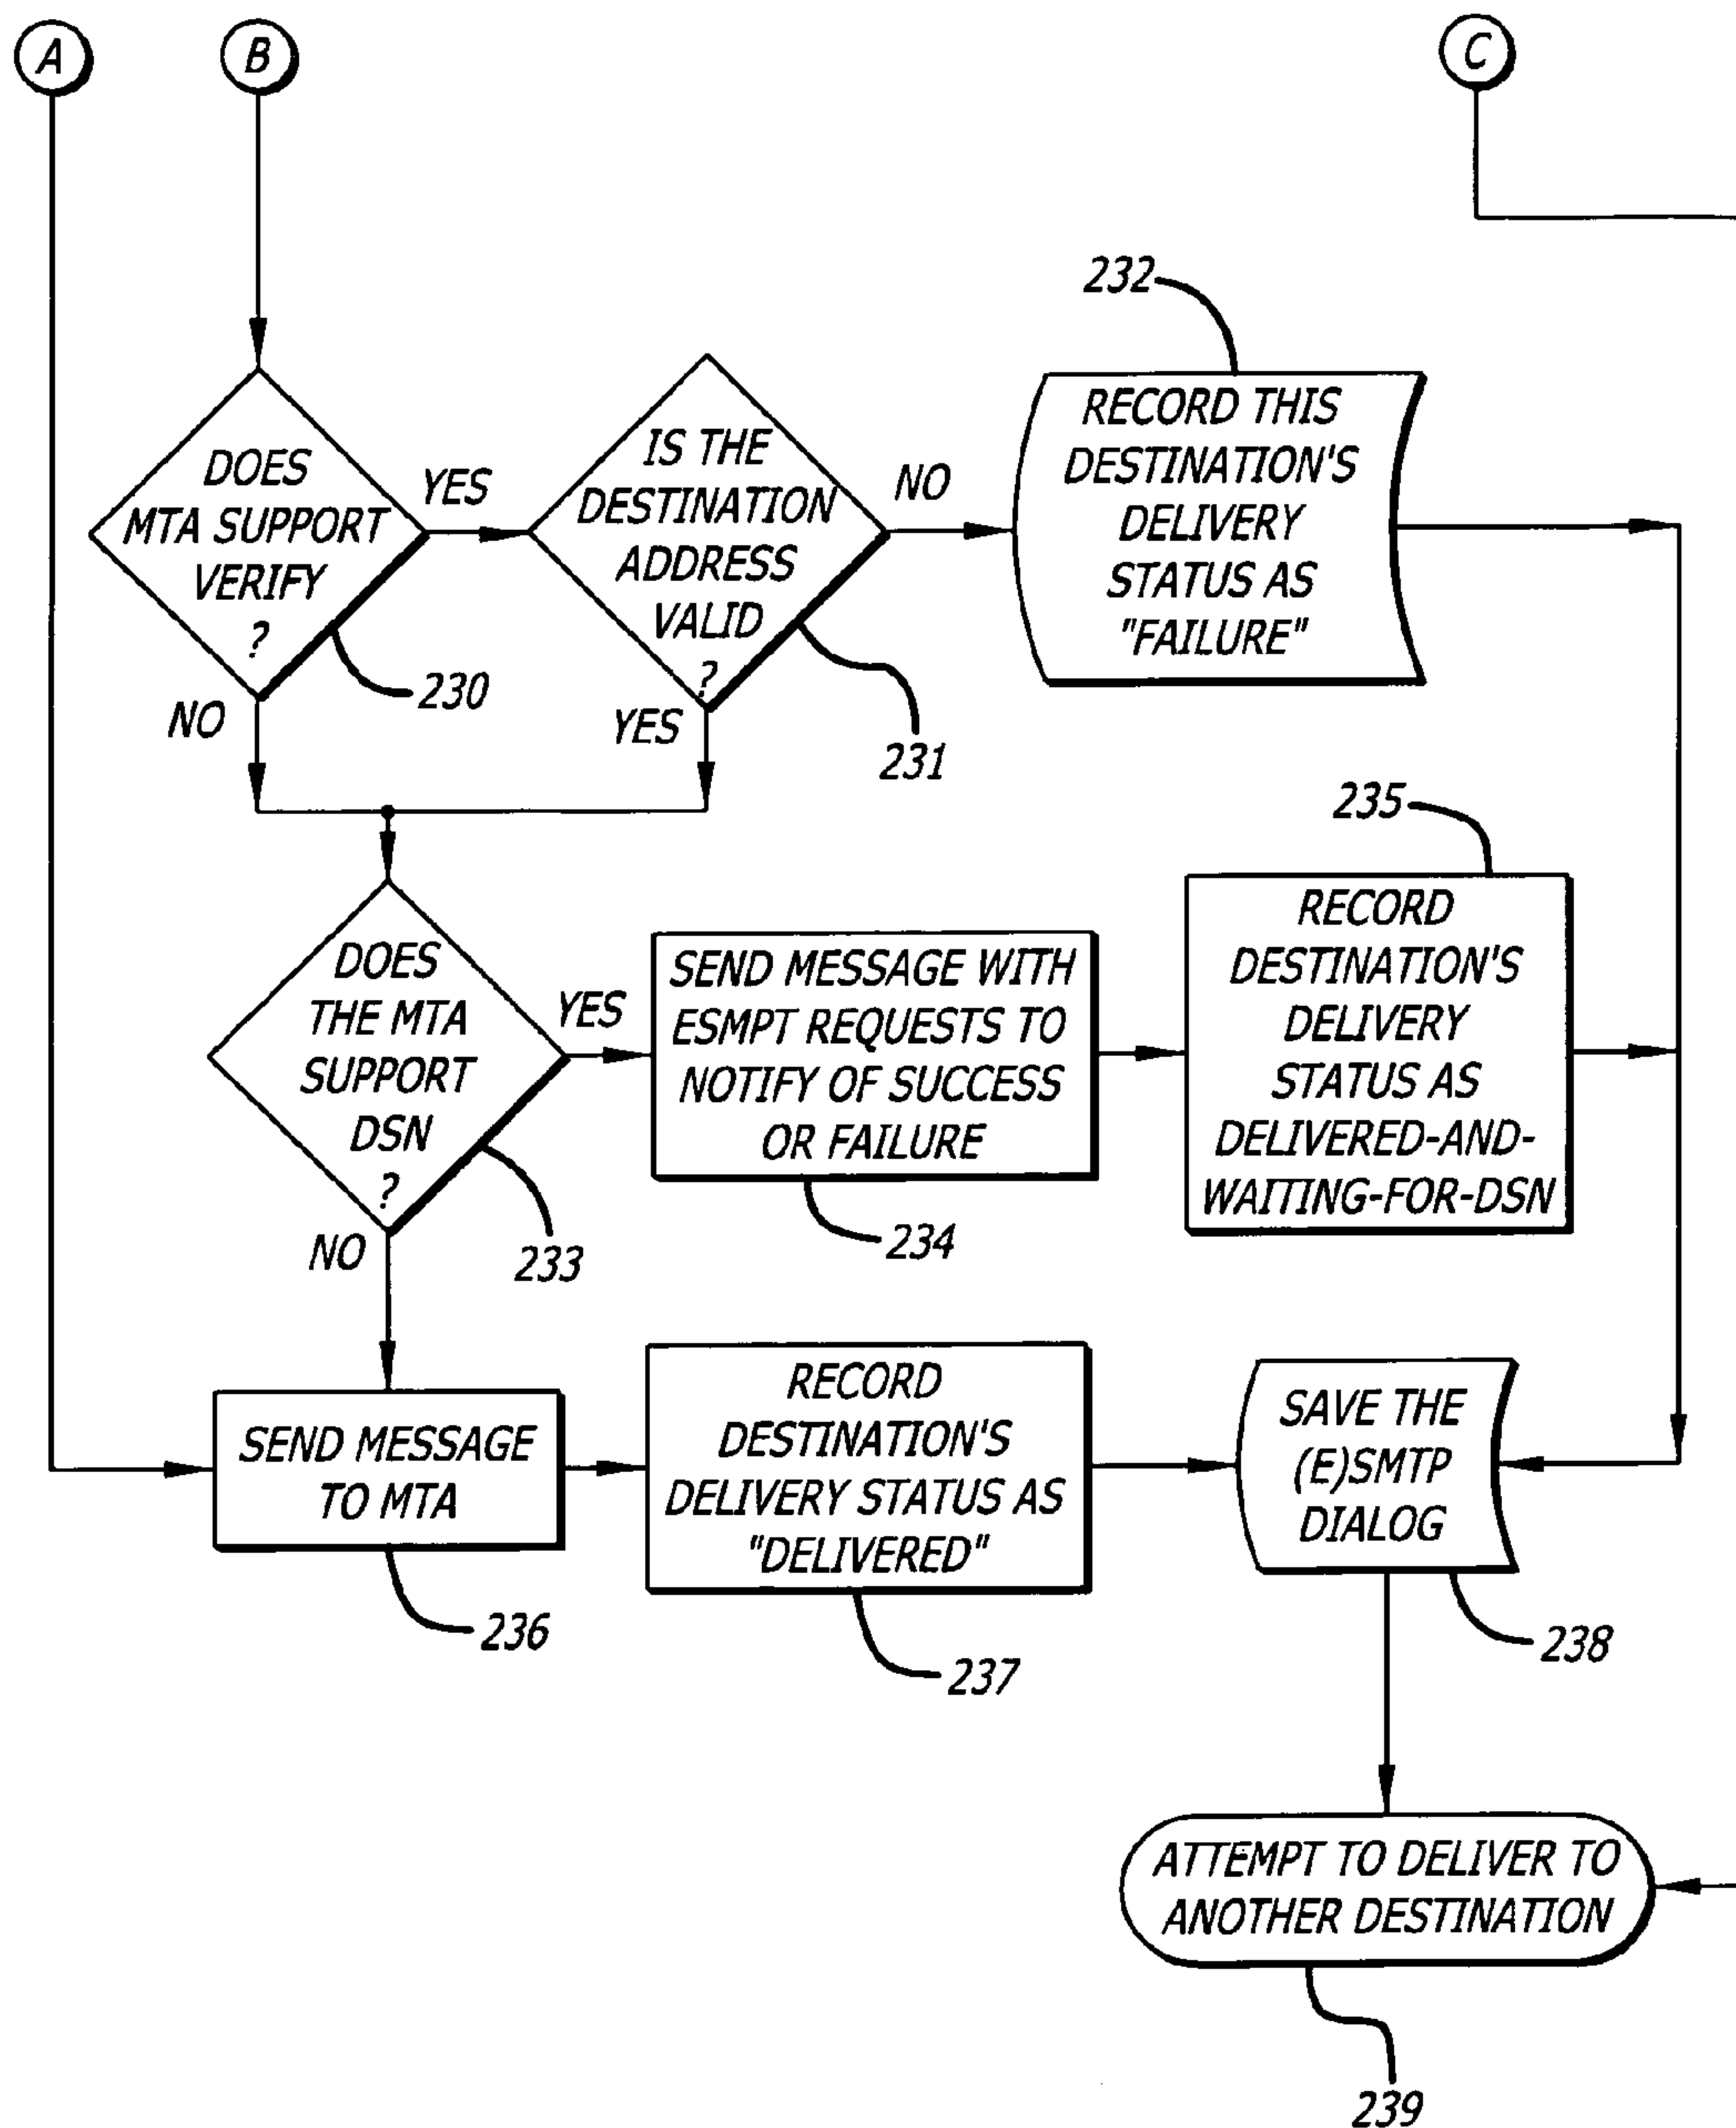 A
B
C
232
DOES
MTA SUPPORT
VERIFY
?
230
YES
NO
IS THE
DESTINATION
ADDRESS
VALID
?
231
NO
YES
RECORD THIS
DESTINATION'S
DELIVERY
STATUS AS
"FAILURE"
235
DOES
THE MTA
SUPPORT
DSN
?
233
YES
NO
SEND MESSAGE WITH
ESMPT REQUESTS TO
NOTIFY OF SUCCESS
OR FAILURE
234
RECORD
DESTINATION'S
DELIVERY
STATUS AS
DELIVERED-AND-
WAITING-FOR-DSN
SEND MESSAGE
TO MTA
236
RECORD
DESTINATION'S
DELIVERY STATUS AS
"DELIVERED"
237
SAVE THE
(E)SMTP
DIALOG
238
ATTEMPT TO DELIVER TO
ANOTHER DESTINATION
239